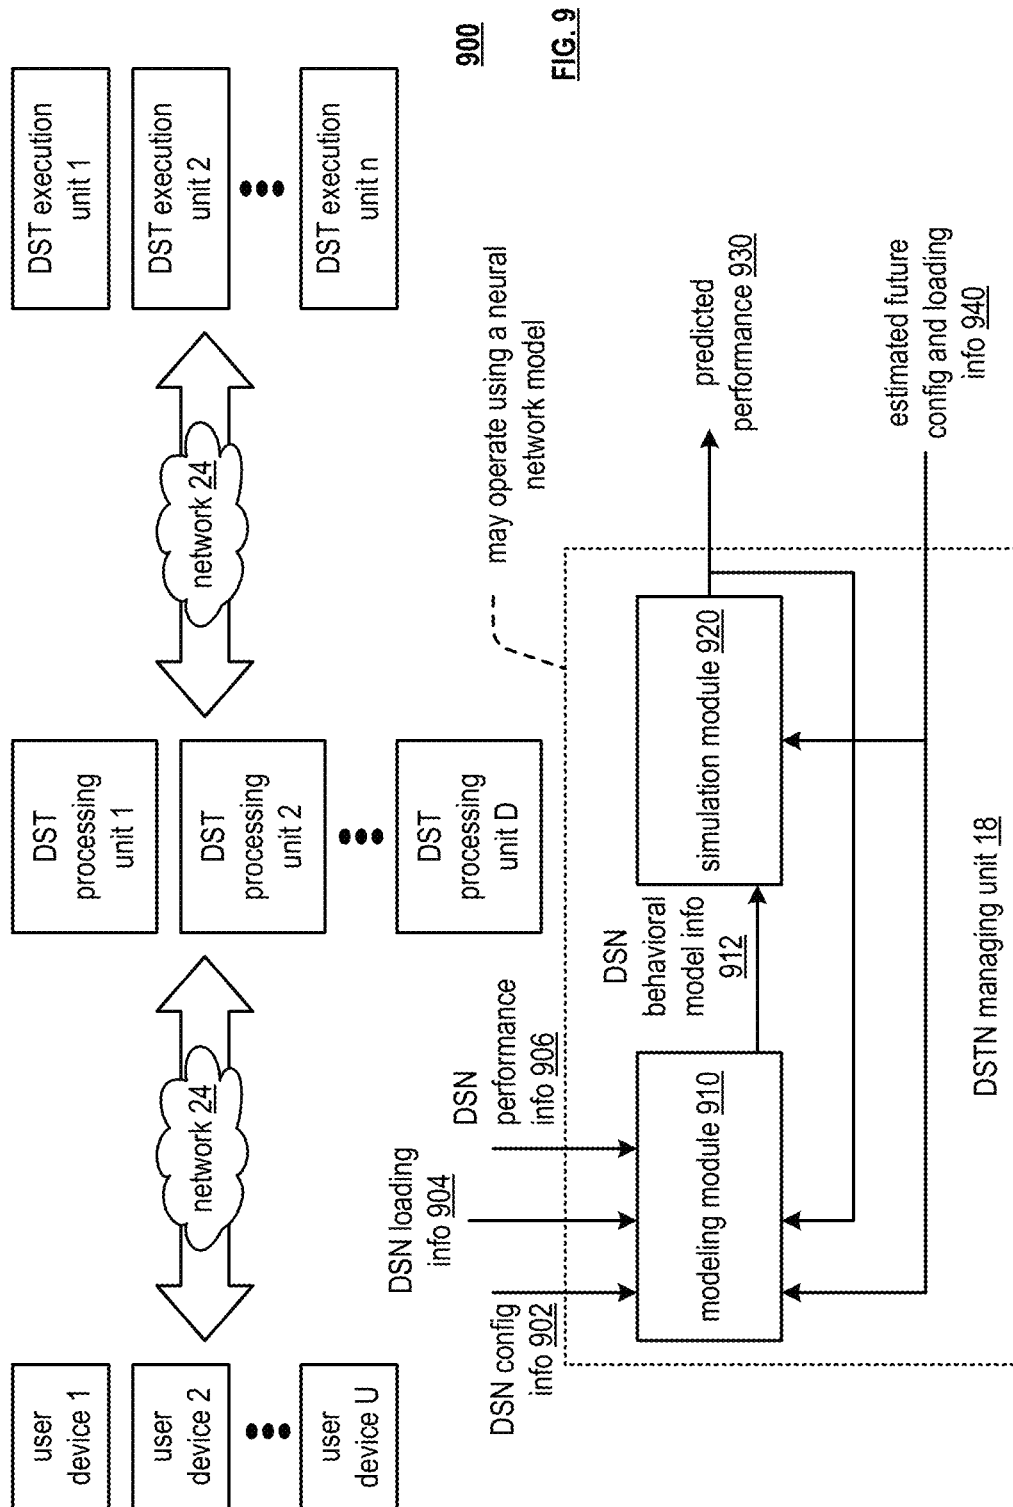 user
device 1
user
device 2
user
device U
network 24
DST
processing
unit 1
DST
processing
unit 2
DST
processing
unit D
network 24
DST execution
unit 1
DST execution
unit 2
DST execution
unit n
DSN config
info 902
DSN loading
info 904
DSN
performance
info 906
modeling module 910
DSN
behavioral
model info
912
simulation module 920
may operate using a neural
network model
predicted
performance 930
estimated future
config and loading
info 940
DSTN managing unit 18
900
FIG. 9